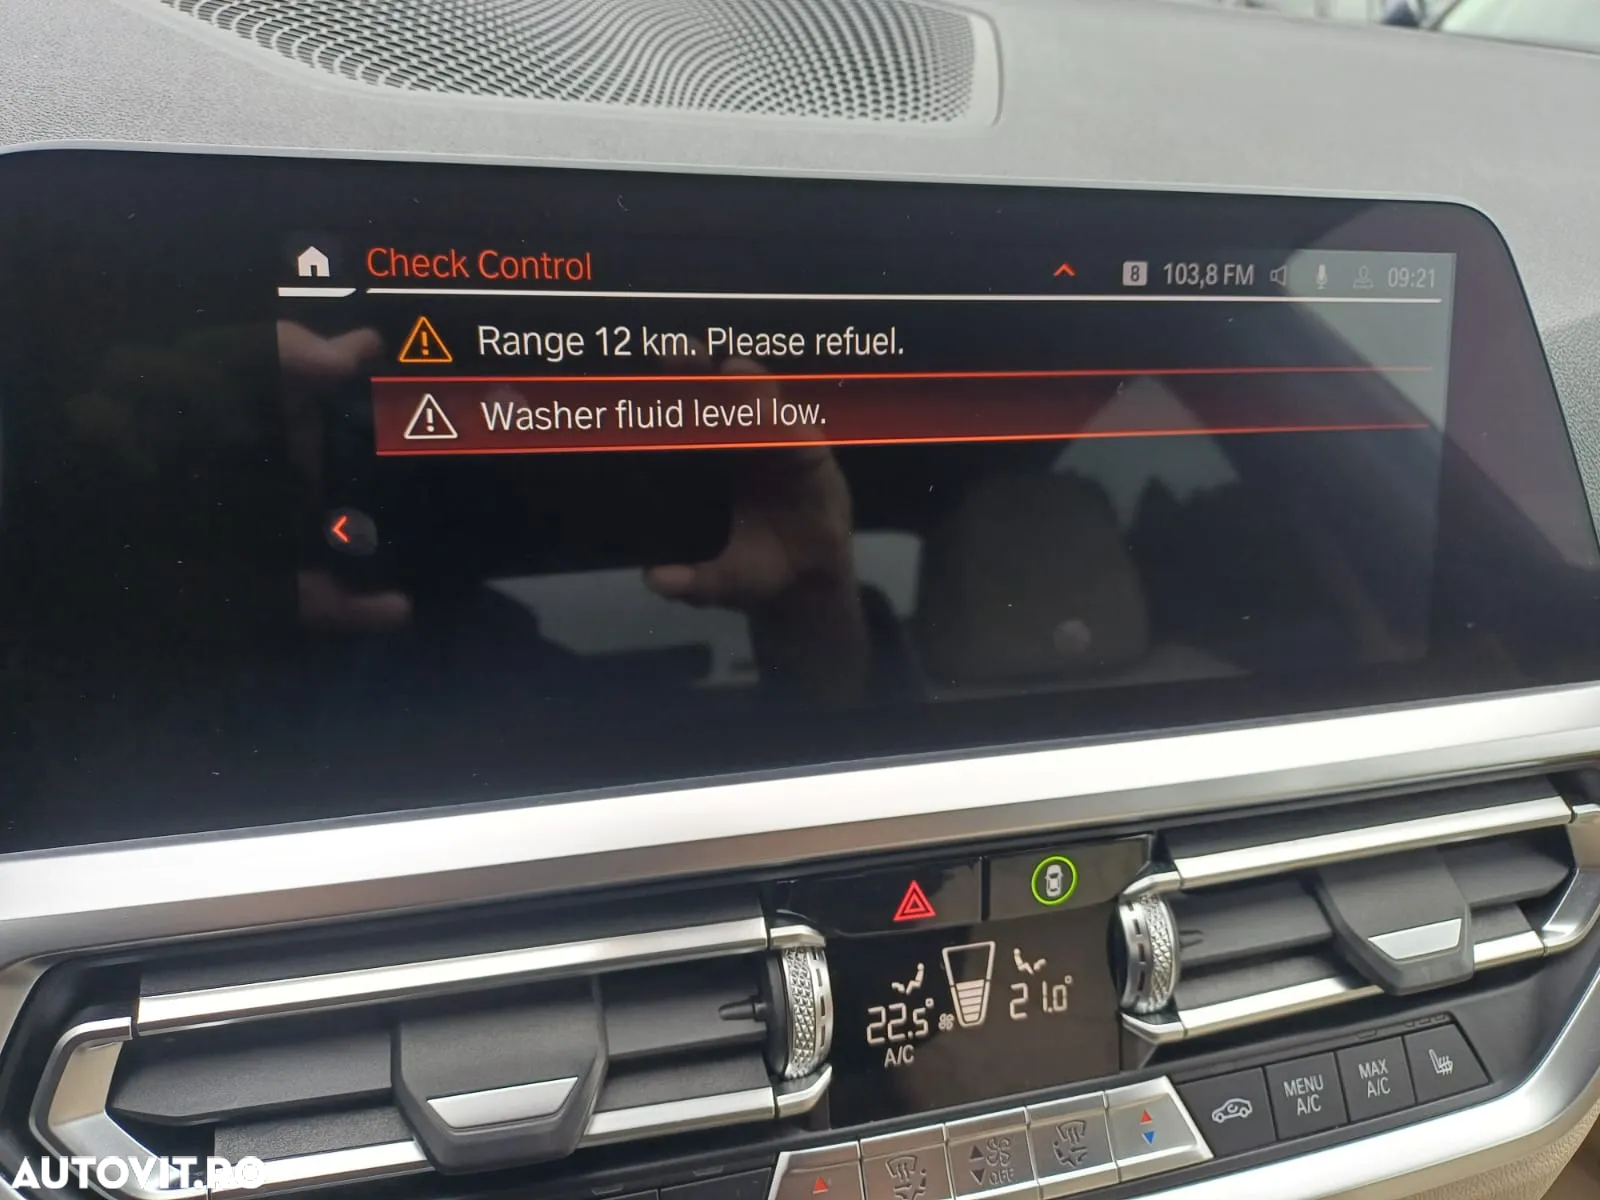 Check Control
8 103,8 FM 09:21
Range 12 km. Please refuel.
Washer fluid level low.
22.5° 21.0°
A/C
MENU A/C
MAX A/C
OFF
AUTOVIT.RO